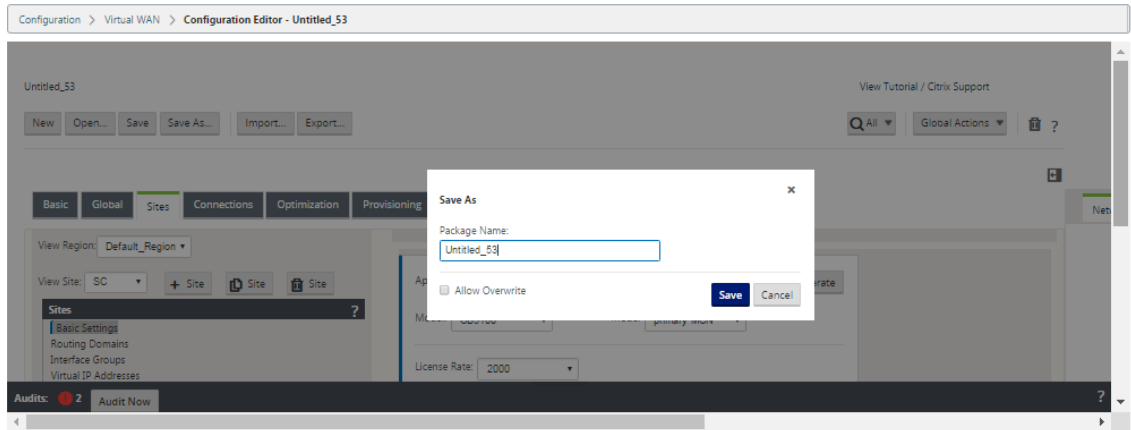 Configuration > Virtual WAN > Configuration Editor - Untitled_53
Untitled_53
View Tutorial / Citrix Support
New Open... Save Save As... Import... Export...
All Global Actions ?
Basic Global Sites Connections Optimization Provisioning
Net
View Region: Default_Region
View Site: SC + Site Site Site
Sites ?
Basic Settings
Routing Domains
Interface Groups
Virtual IP Addresses
Save As ×
Package Name:
Untitled_53
Allow Overwrite
Save Cancel
License Rate: 2000
Audits: 2 Audit Now ?